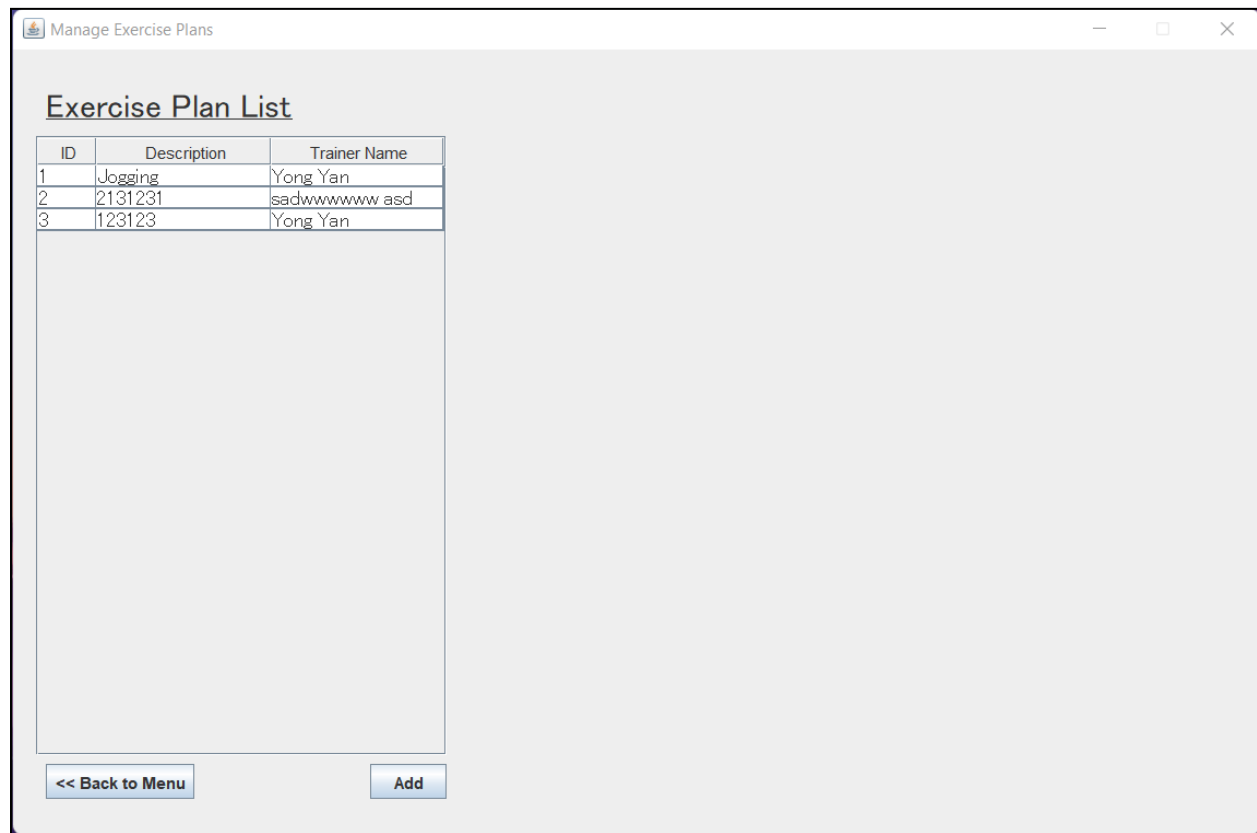 Manage Exercise Plans
Exercise Plan List
ID Description Trainer Name
1 Jogging Yong Yan
2 2131231 sadwwwwww asd
3 123123 Yong Yan
<< Back to Menu Add